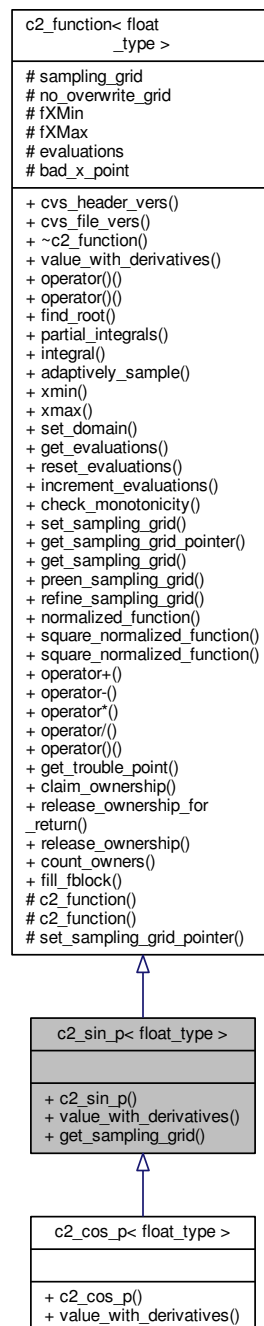 c2_function< float
_type >
# sampling_grid
# no_overwrite_grid
# fXMin
# fXMax
# evaluations
# bad_x_point
+ cvs_header_vers()
+ cvs_file_vers()
+ ~c2_function()
+ value_with_derivatives()
+ operator()()
+ operator()()
+ find_root()
+ partial_integrals()
+ integral()
+ adaptively_sample()
+ xmin()
+ xmax()
+ set_domain()
+ get_evaluations()
+ reset_evaluations()
+ increment_evaluations()
+ check_monotonicity()
+ set_sampling_grid()
+ get_sampling_grid_pointer()
+ get_sampling_grid()
+ preen_sampling_grid()
+ refine_sampling_grid()
+ normalized_function()
+ square_normalized_function()
+ square_normalized_function()
+ operator+()
+ operator-()
+ operator*()
+ operator/()
+ operator()()
+ get_trouble_point()
+ claim_ownership()
+ release_ownership_for
_return()
+ release_ownership()
+ count_owners()
+ fill_fblock()
# c2_function()
# c2_function()
# set_sampling_grid_pointer()
c2_sin_p< float_type >
+ c2_sin_p()
+ value_with_derivatives()
+ get_sampling_grid()
c2_cos_p< float_type >
+ c2_cos_p()
+ value_with_derivatives()